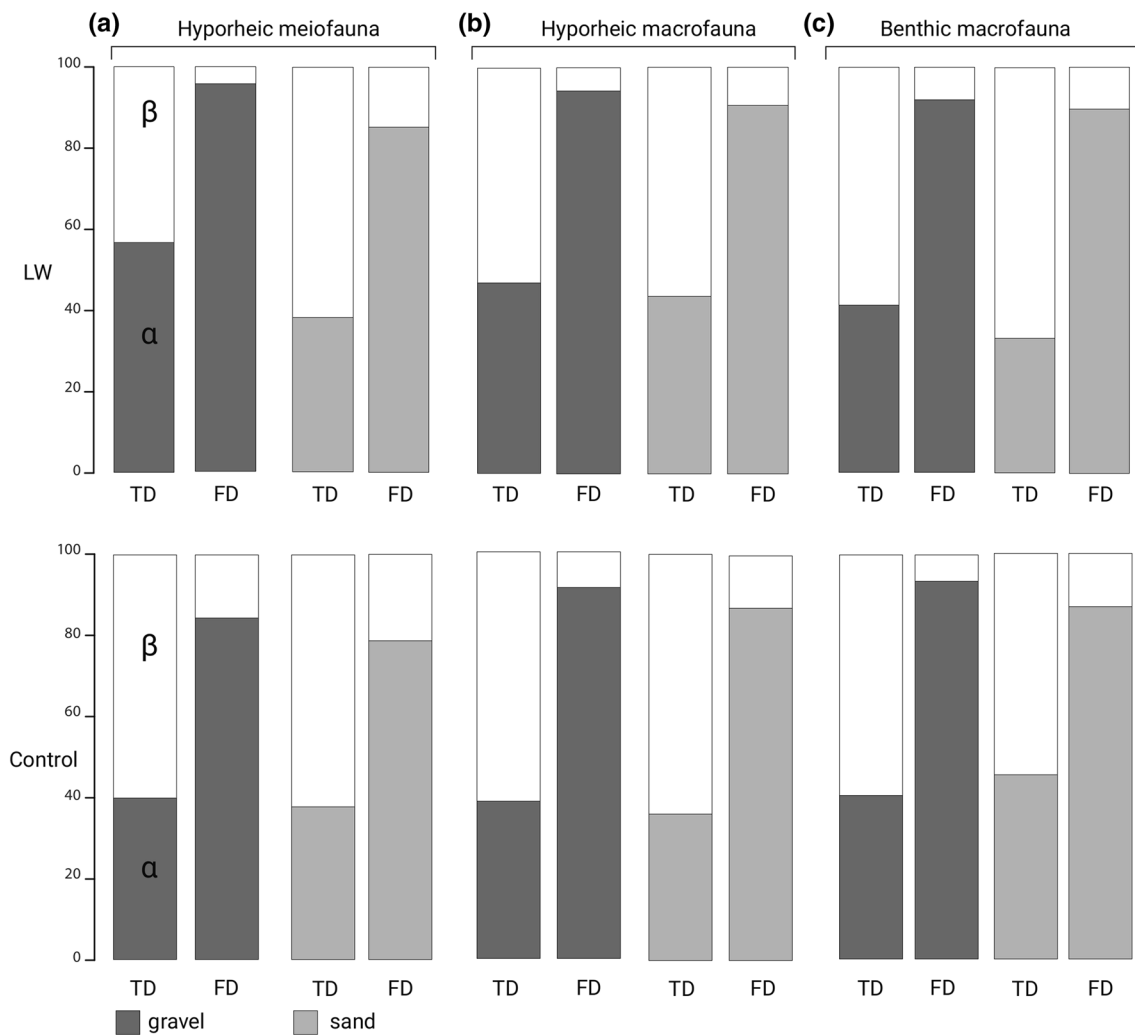 (a) Hyporheic meiofauna
(b) Hyporheic macrofauna
(c) Benthic macrofauna
100
80
60
40
20
0
LW
β
α
TD FD TD FD TD FD TD FD TD FD TD FD
100
80
60
40
20
0
Control
β
α
TD FD TD FD TD FD TD FD TD FD TD FD
gravel sand